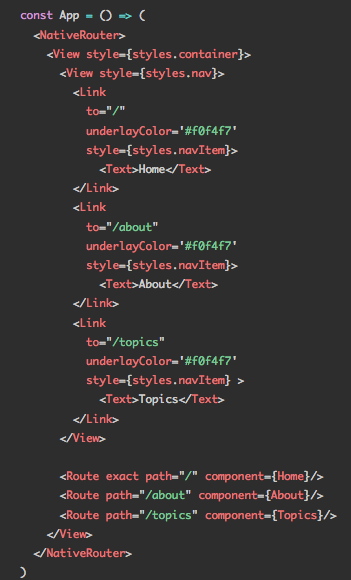 const App = () => (
  <NativeRouter>
    <View style={styles.container}>
      <View style={styles.nav}>
        <Link
          to="/"
          underlayColor='#f0f4f7'
          style={styles.navItem}>
            <Text>Home</Text>
        </Link>
        <Link
          to="/about"
          underlayColor='#f0f4f7'
          style={styles.navItem}>
            <Text>About</Text>
        </Link>
        <Link
          to="/topics"
          underlayColor='#f0f4f7'
          style={styles.navItem} >
            <Text>Topics</Text>
        </Link>
      </View>

      <Route exact path="/" component={Home}/>
      <Route path="/about" component={About}/>
      <Route path="/topics" component={Topics}/>
    </View>
  </NativeRouter>
)